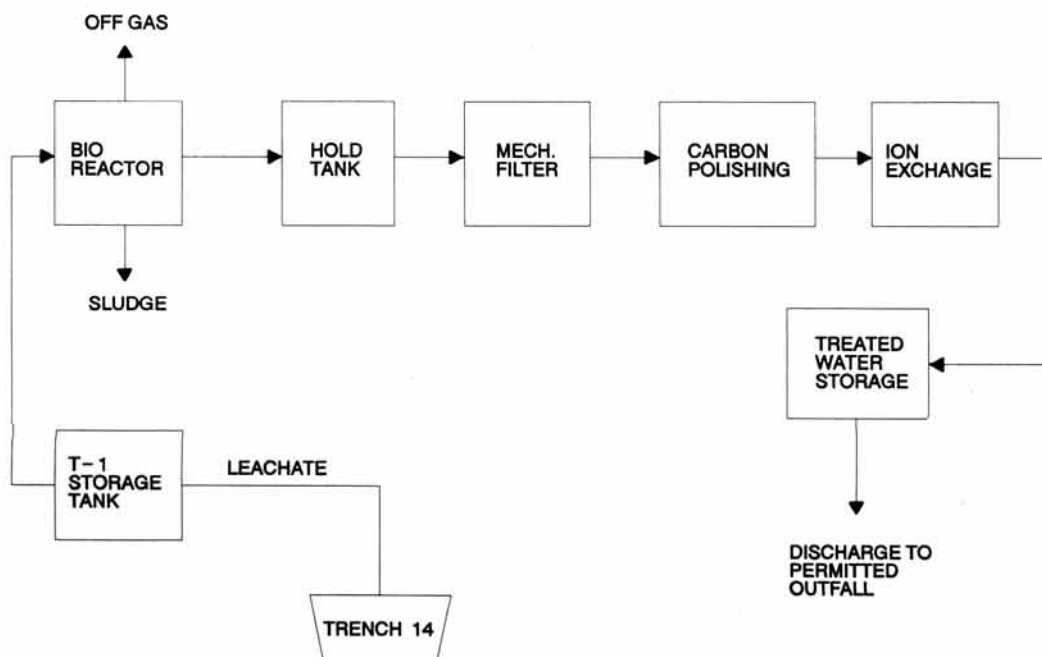 OFF GAS
BIO
REACTOR
HOLD
TANK
MECH.
FILTER
CARBON
POLISHING
ION
EXCHANGE
SLUDGE
TREATED
WATER
STORAGE
T-1
STORAGE
TANK
LEACHATE
DISCHARGE TO
PERMITTED
OUTFALL
TRENCH 14